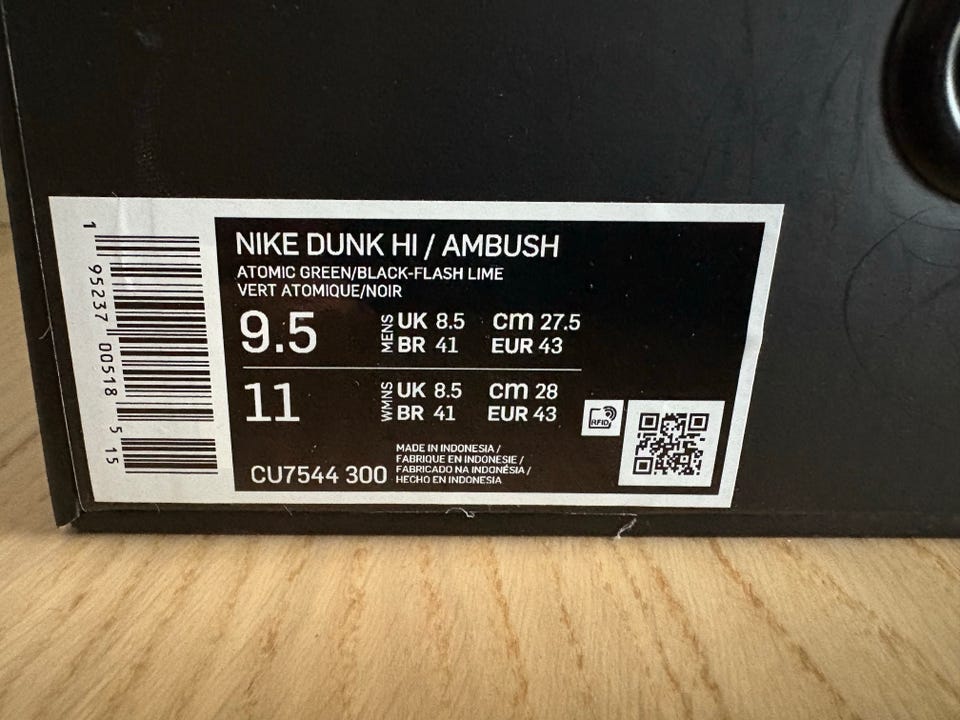 NIKE DUNK HI / AMBUSH
ATOMIC GREEN/BLACK-FLASH LIME
VERT ATOMIQUE/NOIR
9.5 MENS UK 8.5 cm 27.5
BR 41 EUR 43
11 WMNS UK 8.5 cm 28
BR 41 EUR 43
RFID
CU7544 300
MADE IN INDONESIA /
FABRIQUE EN INDONESIE /
FABRICADO NA INDONÉSIA /
HECHO EN INDONESIA
1 95237 00518 5 15